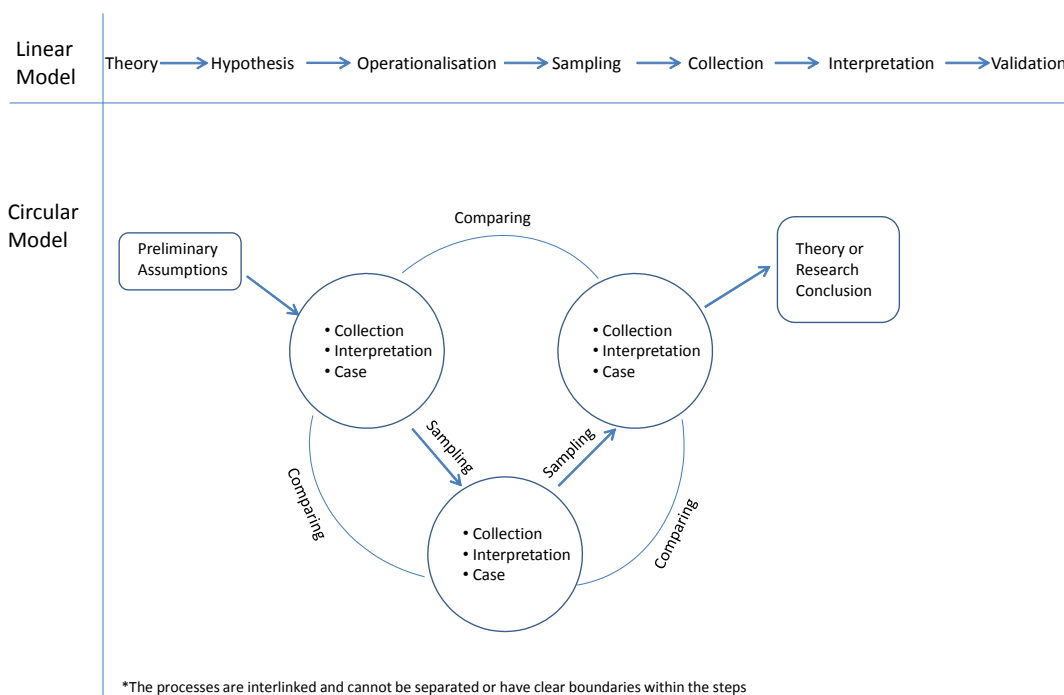 Linear
Model
Theory Hypothesis Operationalisation Sampling Collection Interpretation Validation
Circular
Model
Preliminary
Assumptions
Comparing
Theory or
Research
Conclusion
• Collection
• Interpretation
• Case
• Collection
• Interpretation
• Case
Sampling
Sampling
Comparing
Comparing
• Collection
• Interpretation
• Case
*The processes are interlinked and cannot be separated or have clear boundaries within the steps